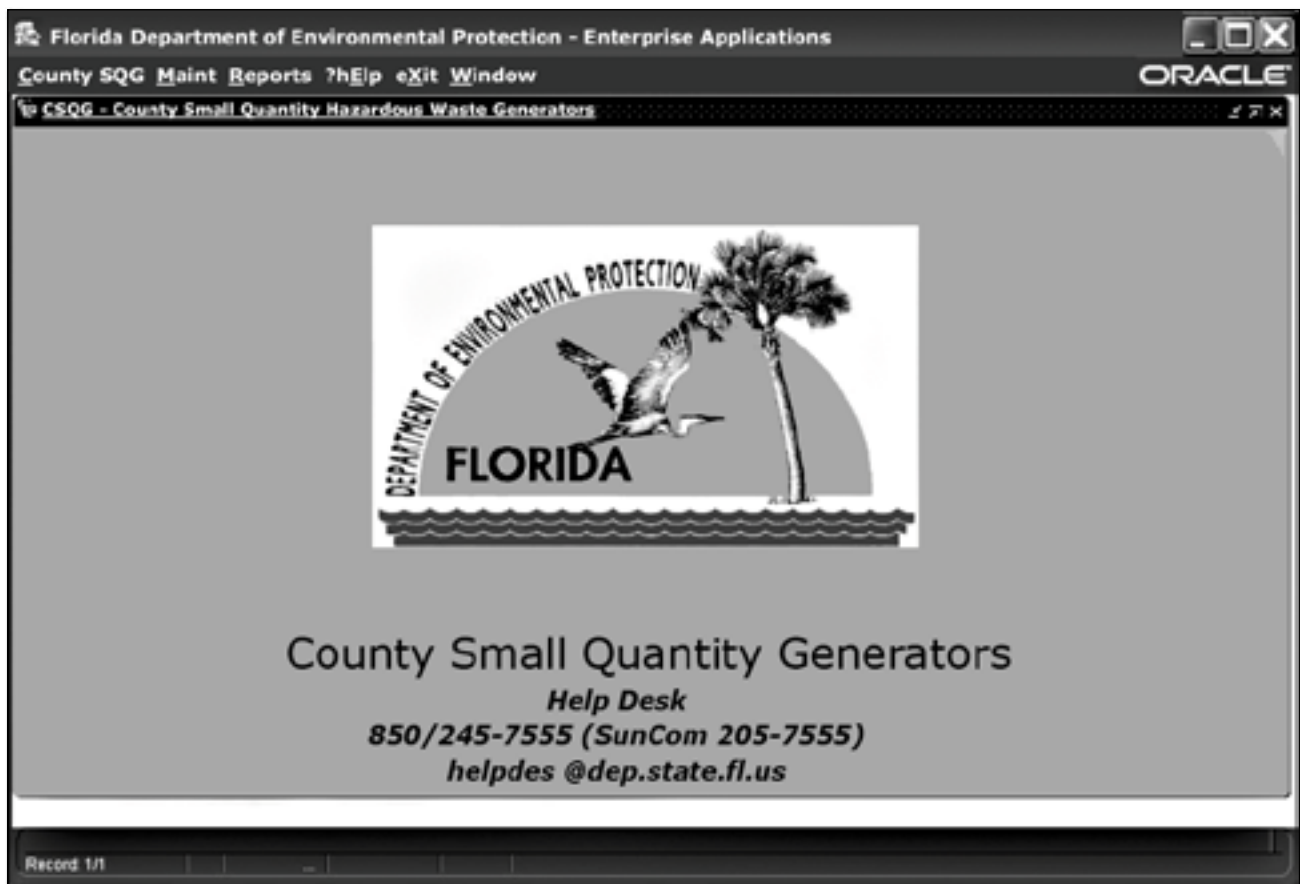 Florida Department of Environmental Protection - Enterprise Applications
County SQG Maint Reports ?hElp eXit Window
ORACLE
CSQG - County Small Quantity Hazardous Waste Generators
DEPARTMENT OF ENVIRONMENTAL PROTECTION
FLORIDA
County Small Quantity Generators
Help Desk
850/245-7555 (SunCom 205-7555)
helpdes @dep.state.fl.us
Record: 1/1